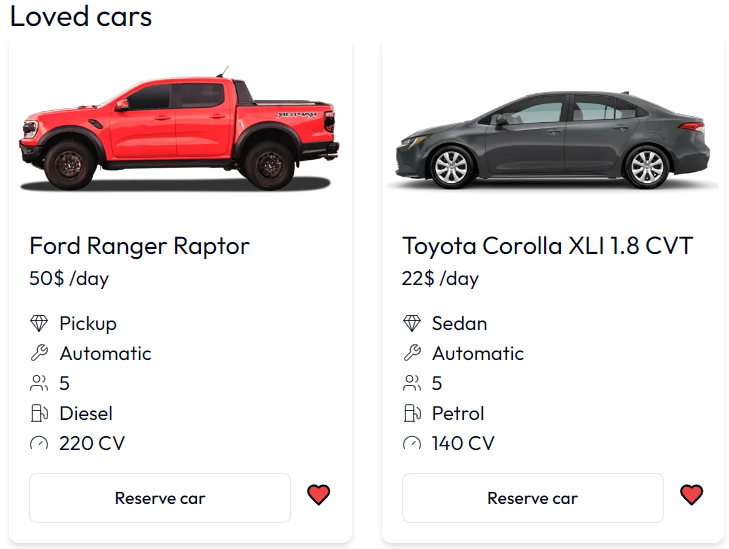 Loved cars
Ford Ranger Raptor
50$ /day
Pickup
Automatic
5
Diesel
220 CV
Reserve car
Toyota Corolla XLI 1.8 CVT
22$ /day
Sedan
Automatic
5
Petrol
140 CV
Reserve car